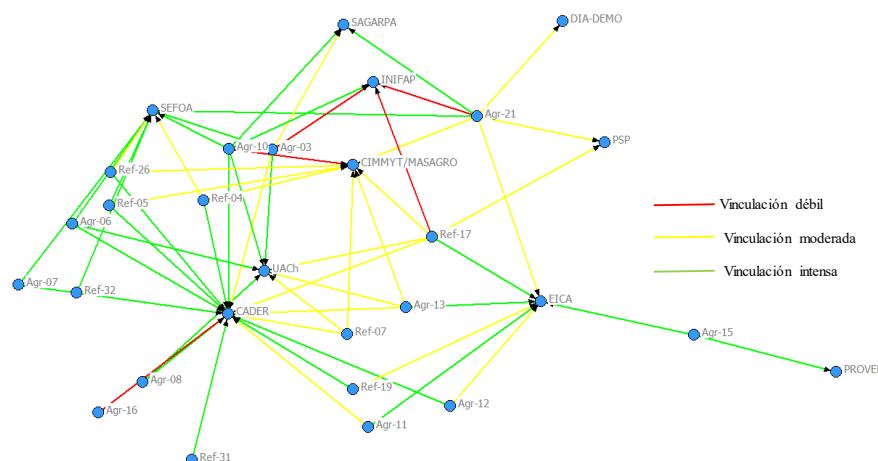 SAGARPA
DIA-DEMO
INIFAP
SEFOA
Agr-21
PSP
Agr-10
Agr-03
CIMMYT/MASAGRO
Ref-26
Ref-05
Ref-04
Vinculación débil
Agr-06
Ref-17
Vinculación moderada
UACh
Vinculación intensa
Agr-07
Ref-32
CADER
Agr-13
EICA
Ref-07
Agr-15
PROVE
Agr-08
Ref-19
Agr-12
Agr-16
Agr-11
Ref-31